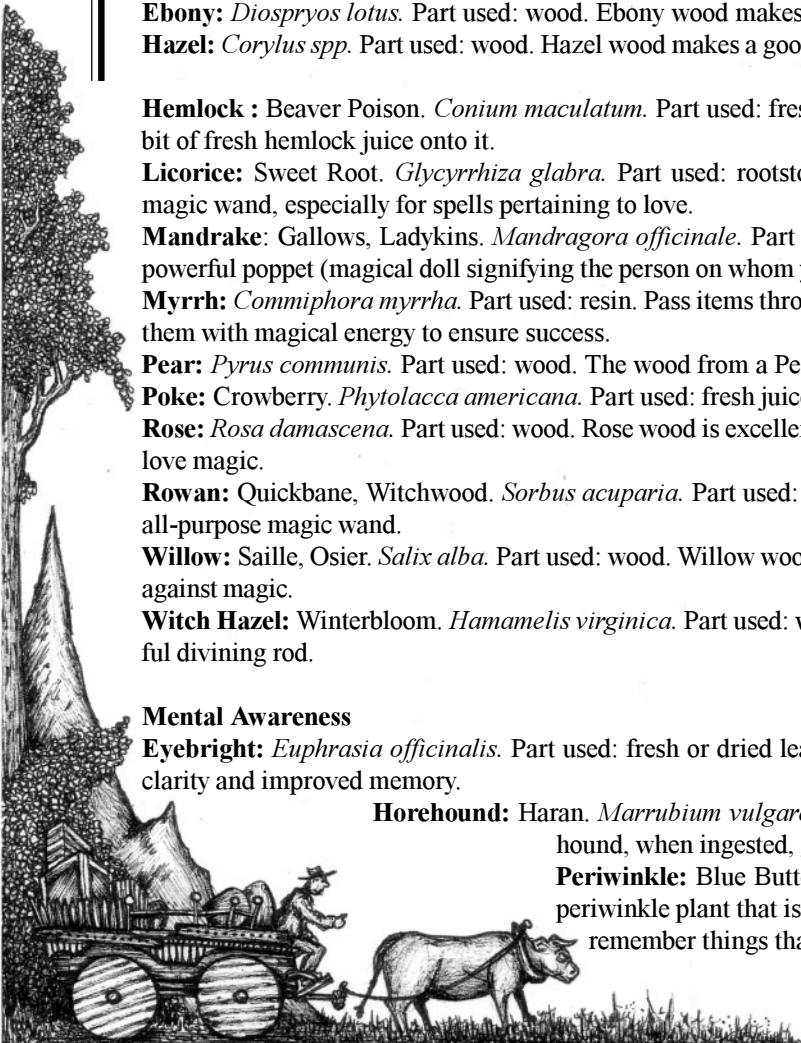 Ebony: Diospryos lotus. Part used: wood. Ebony wood makes
Hazel: Corylus spp. Part used: wood. Hazel wood makes a goo
Hemlock : Beaver Poison. Conium maculatum. Part used: fres
bit of fresh hemlock juice onto it.
Licorice: Sweet Root. Glycyrrhiza glabra. Part used: rootsto
magic wand, especially for spells pertaining to love.
Mandrake: Gallows, Ladykins. Mandragora officinale. Part
powerful poppet (magical doll signifying the person on whom y
Myrrh: Commiphora myrrha. Part used: resin. Pass items thro
them with magical energy to ensure success.
Pear: Pyrus communis. Part used: wood. The wood from a Pe
Poke: Crowberry. Phytolacca americana. Part used: fresh juic
Rose: Rosa damascena. Part used: wood. Rose wood is exceller
love magic.
Rowan: Quickbane, Witchwood. Sorbus acuparia. Part used:
all-purpose magic wand.
Willow: Saille, Osier. Salix alba. Part used: wood. Willow woo
against magic.
Witch Hazel: Winterbloom. Hamamelis virginica. Part used: w
ful divining rod.
Mental Awareness
Eyebright: Euphrasia officinalis. Part used: fresh or dried lea
clarity and improved memory.
Horehound: Haran. Marrubium vulgare
hound, when ingested,
Periwinkle: Blue Butt
periwinkle plant that is
remember things tha